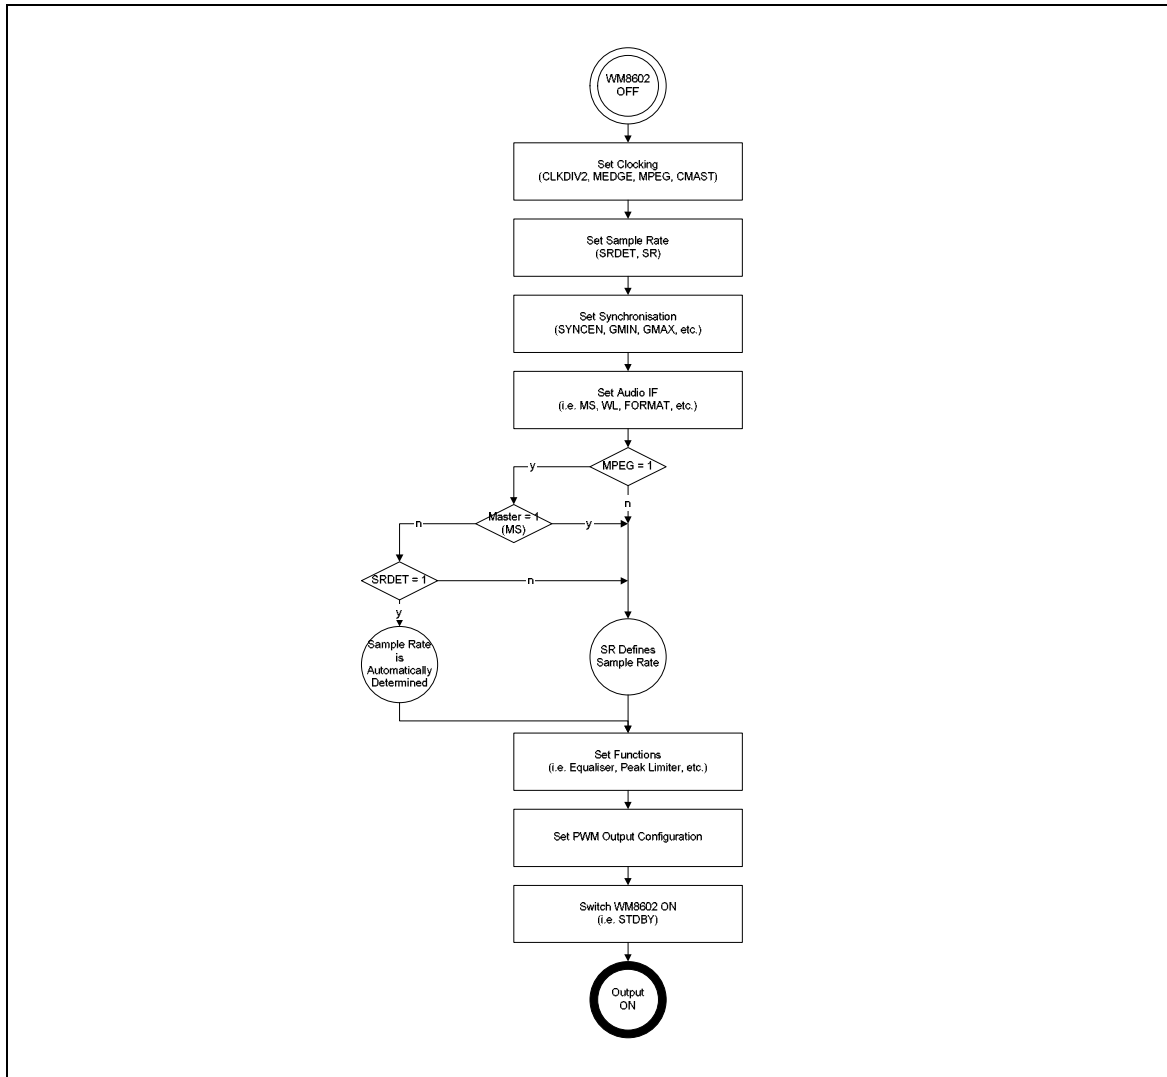 WM8602
OFF
Set Clocking
(CLKDIV2, MEDGE, MPEG, CMAST)
Set Sample Rate
(SRDET, SR)
Set Synchronisation
(SYNCEN, GMIN, GMAX, etc.)
Set Audio IF
(i.e. MS, WL, FORMAT, etc.)
MPEG = 1
y
n
Master = 1
(MS)
n
y
SRDET = 1
n
y
Sample Rate
is
Automatically
Determined
SR Defines
Sample Rate
Set Functions
(i.e. Equaliser, Peak Limiter, etc.)
Set PWM Output Configuration
Switch WM8602 ON
(i.e. STDBY)
Output
ON